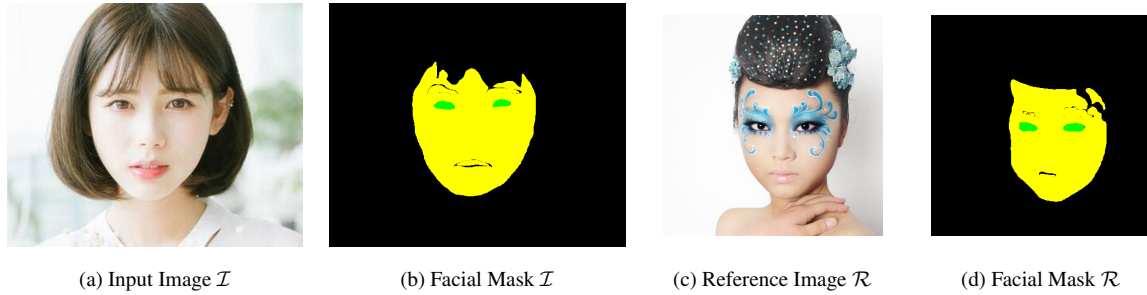 (a) Input Image I
(b) Facial Mask I
(c) Reference Image R
(d) Facial Mask R